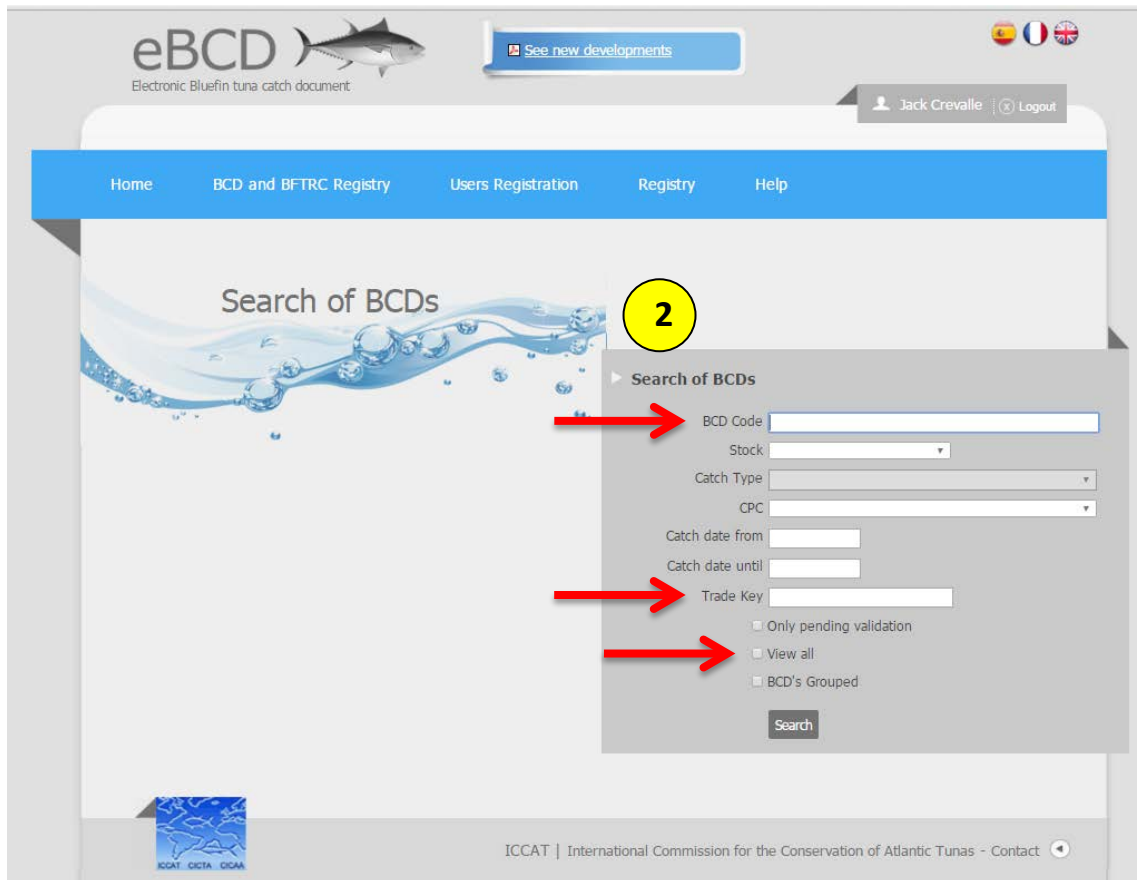 eBCD
Electronic Bluefin tuna catch document
See new developments
Jack Crevalle | (x) Logout
Home BCD and BFTRC Registry Users Registration Registry Help
Search of BCDs
2
Search of BCDs
BCD Code
Stock
Catch Type
CPC
Catch date from
Catch date until
Trade Key
Only pending validation
View all
BCD's Grouped
Search
ICCAT CICTA CICAA
ICCAT | International Commission for the Conservation of Atlantic Tunas - Contact